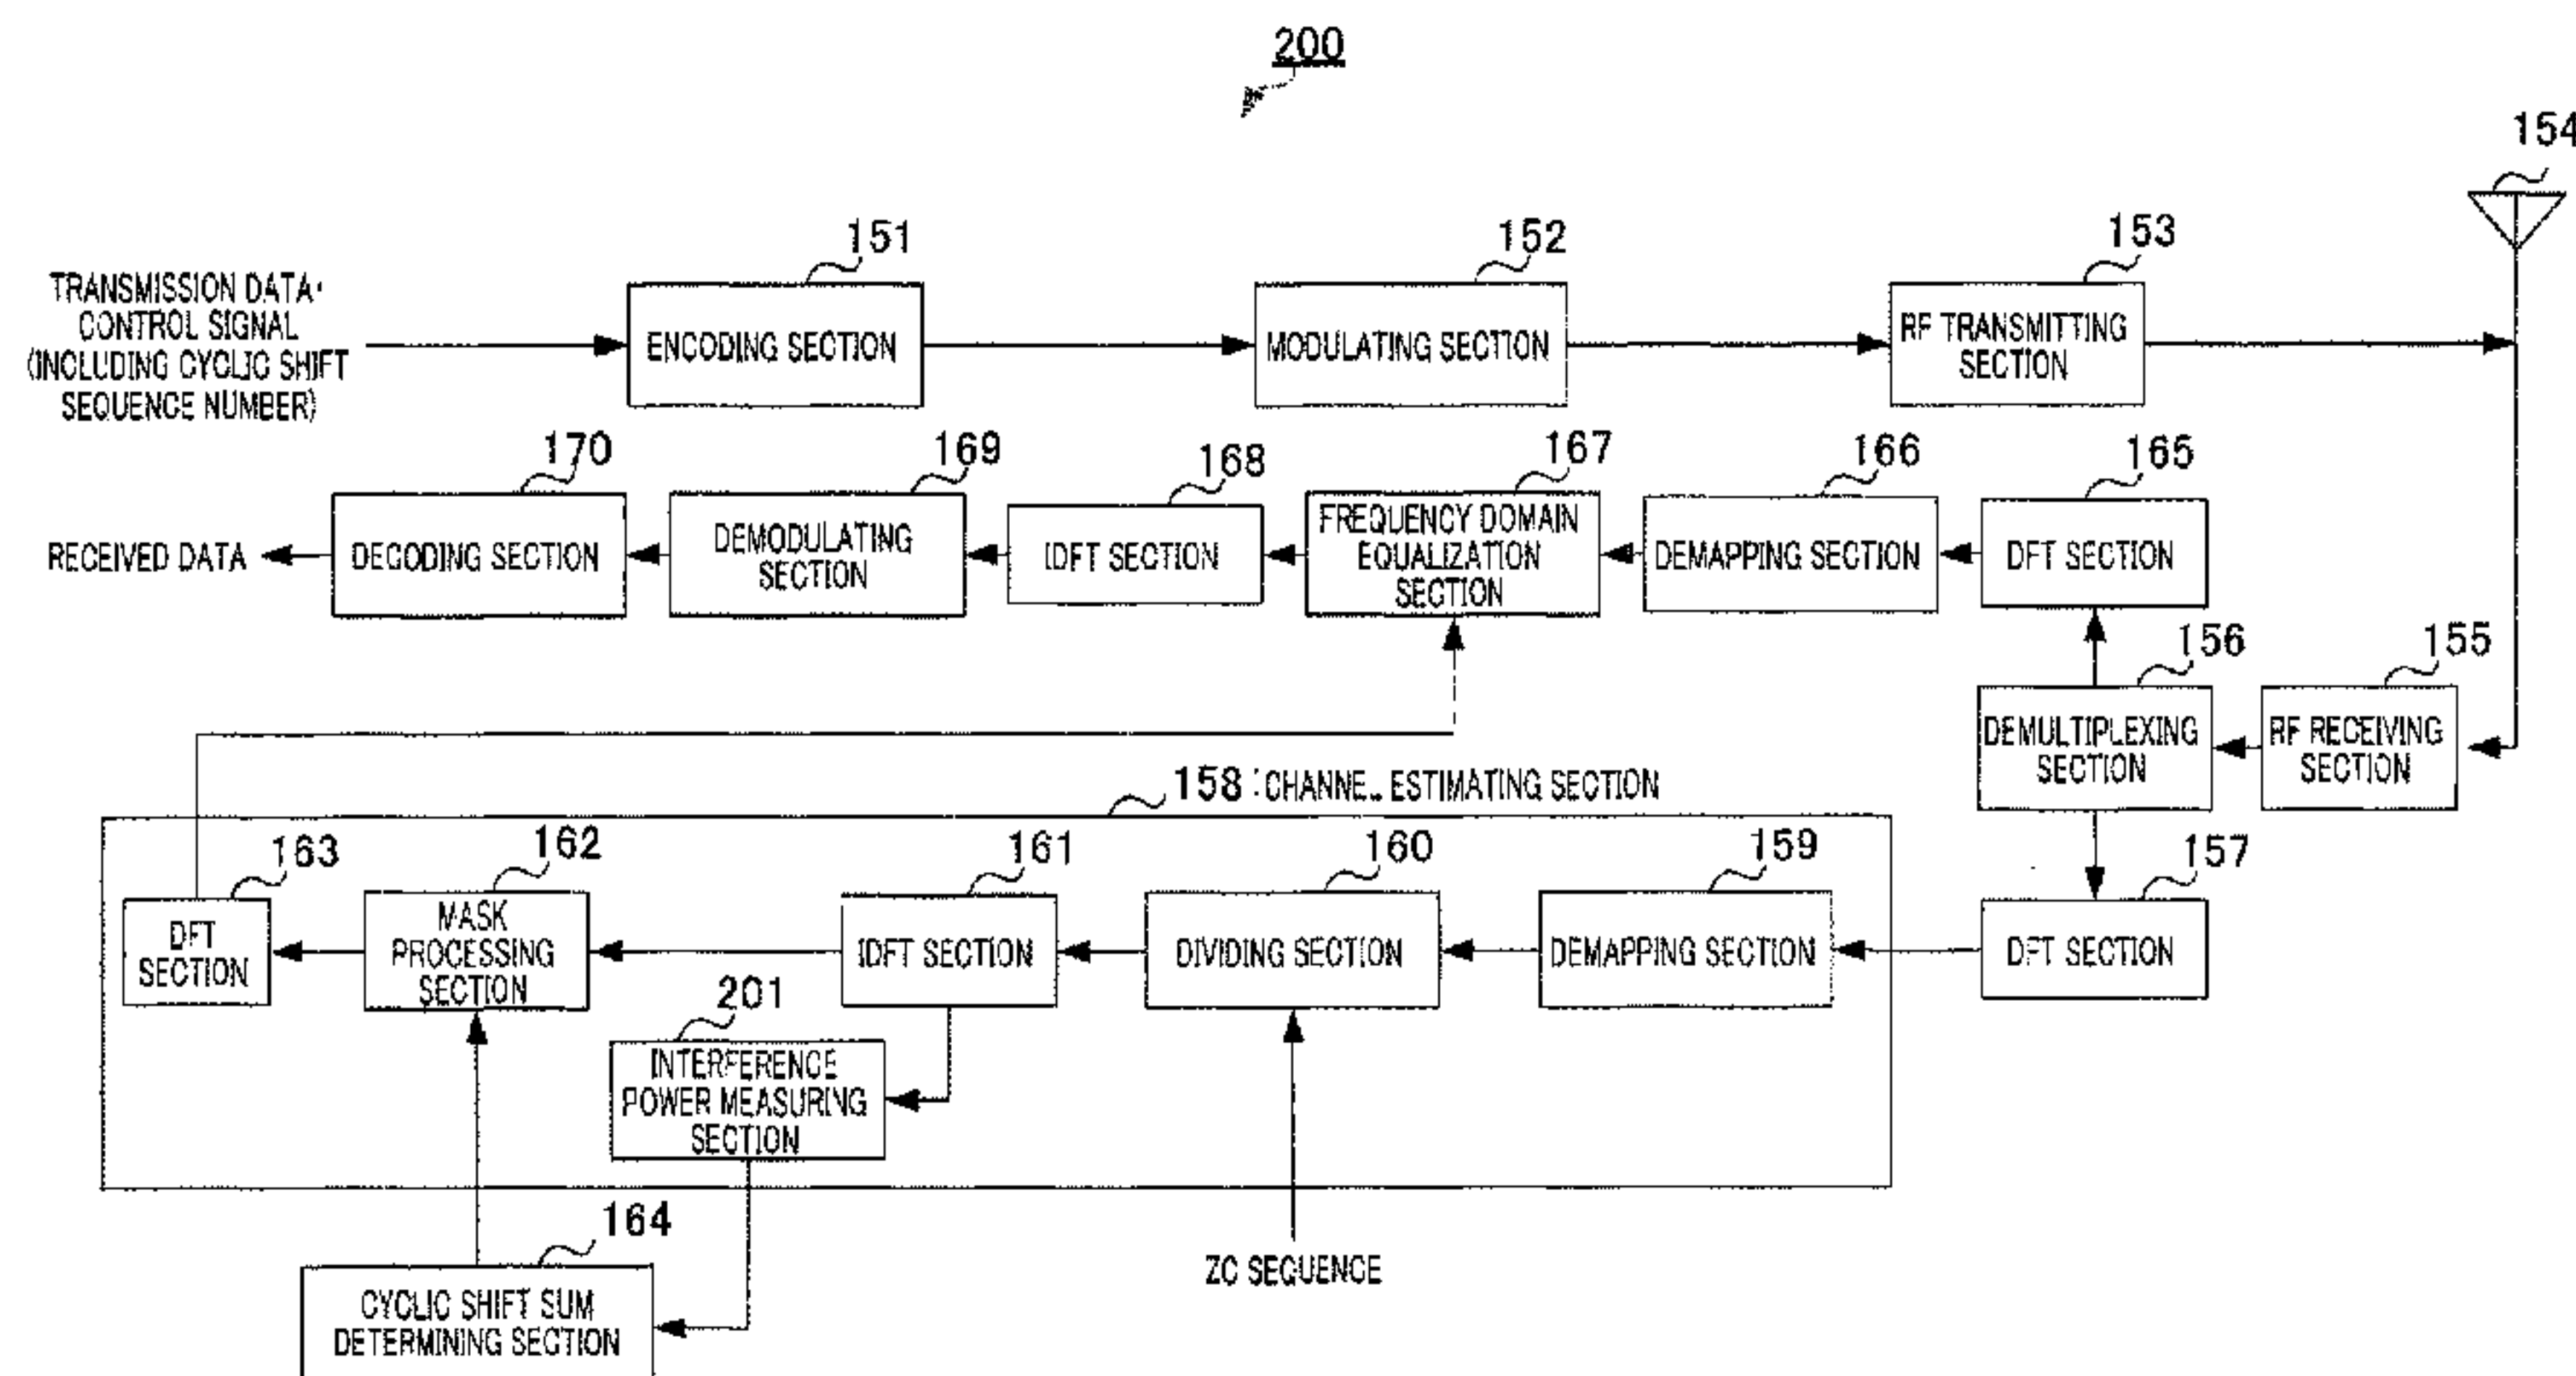 200
154
151
152
153
TRANSMISSION DATA·
CONTROL SIGNAL
(INCLUDING CYCLIC SHIFT
SEQUENCE NUMBER)
ENCODING SECTION
MODULATING SECTION
RF TRANSMITTING
SECTION
170
169
168
167
166
165
RECEIVED DATA
DECODING SECTION
DEMODULATING
SECTION
IDFT SECTION
FREQUENCY DOMAIN
EQUALIZATION
SECTION
DEMAPPING SECTION
DFT SECTION
156
155
DEMULTIPLEXING
SECTION
RF RECEIVING
SECTION
158 : CHANNEL ESTIMATING SECTION
163
162
161
160
159
157
DFT
SECTION
MASK
PROCESSING
SECTION
IDFT SECTION
DIVIDING SECTION
DEMAPPING SECTION
DFT SECTION
201
INTERFERENCE
POWER MEASURING
SECTION
164
ZC SEQUENCE
CYCLIC SHIFT SUM
DETERMINING SECTION